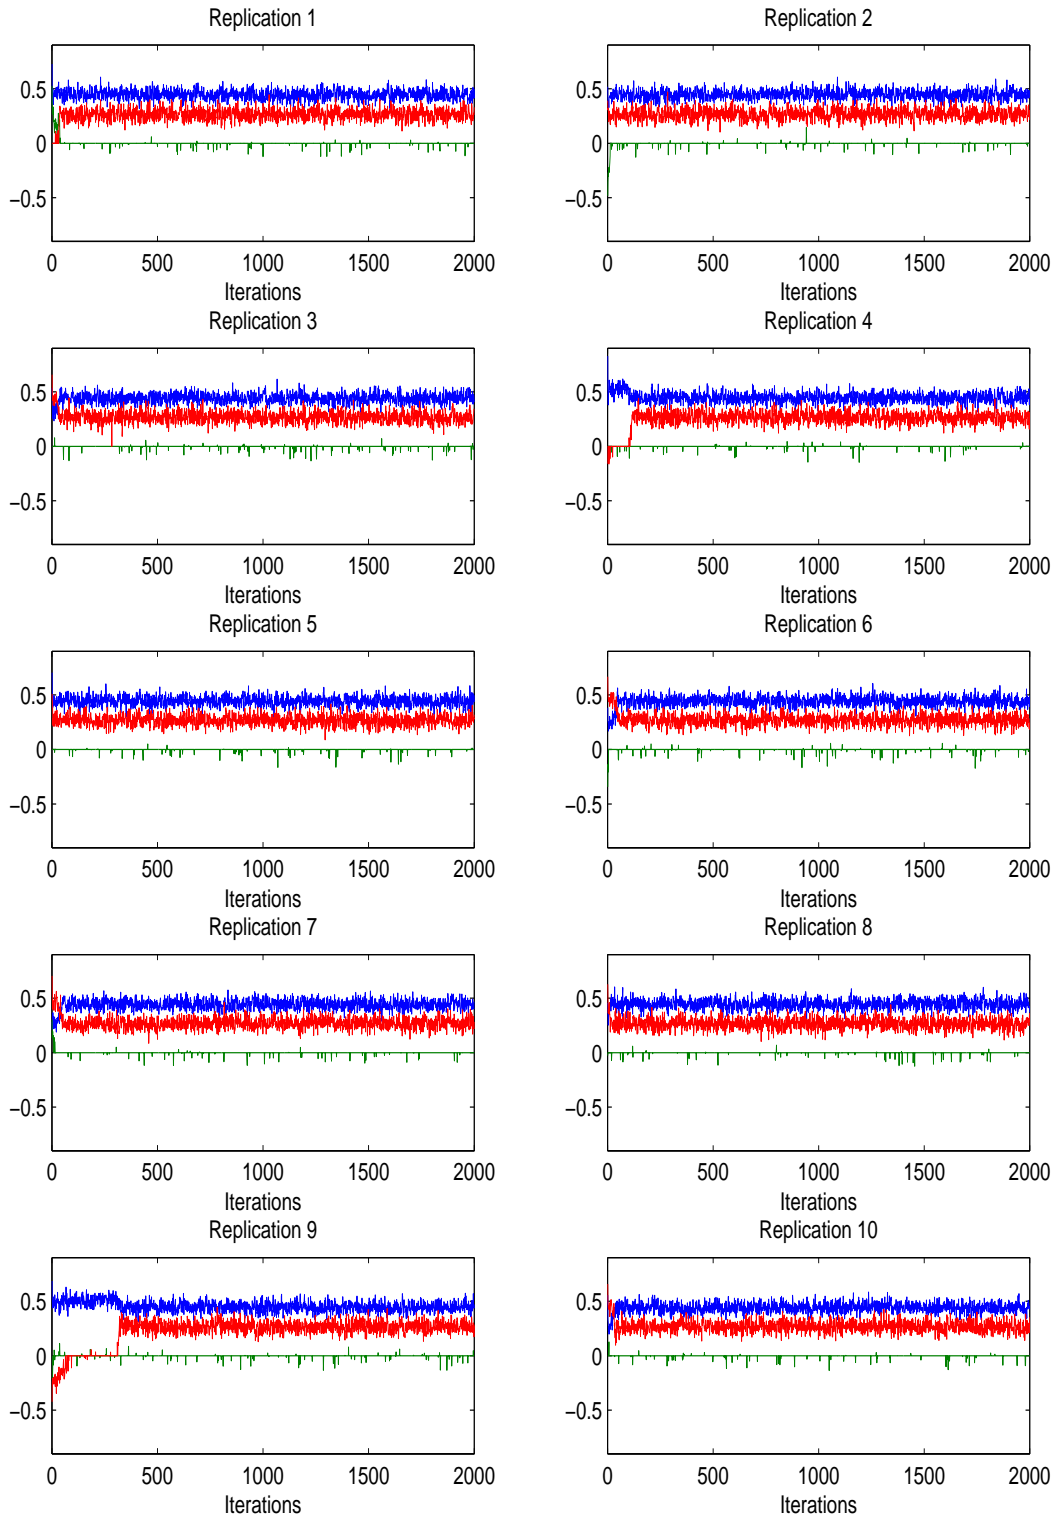 Replication 1
Replication 2
0.5
0
−0.5
0 500 1000 1500 2000
Iterations
0.5
0
−0.5
0 500 1000 1500 2000
Iterations
Replication 3
Replication 4
0.5
0
−0.5
0 500 1000 1500 2000
Iterations
0.5
0
−0.5
0 500 1000 1500 2000
Iterations
Replication 5
Replication 6
0.5
0
−0.5
0 500 1000 1500 2000
Iterations
0.5
0
−0.5
0 500 1000 1500 2000
Iterations
Replication 7
Replication 8
0.5
0
−0.5
0 500 1000 1500 2000
Iterations
0.5
0
−0.5
0 500 1000 1500 2000
Iterations
Replication 9
Replication 10
0.5
0
−0.5
0 500 1000 1500 2000
Iterations
0.5
0
−0.5
0 500 1000 1500 2000
Iterations